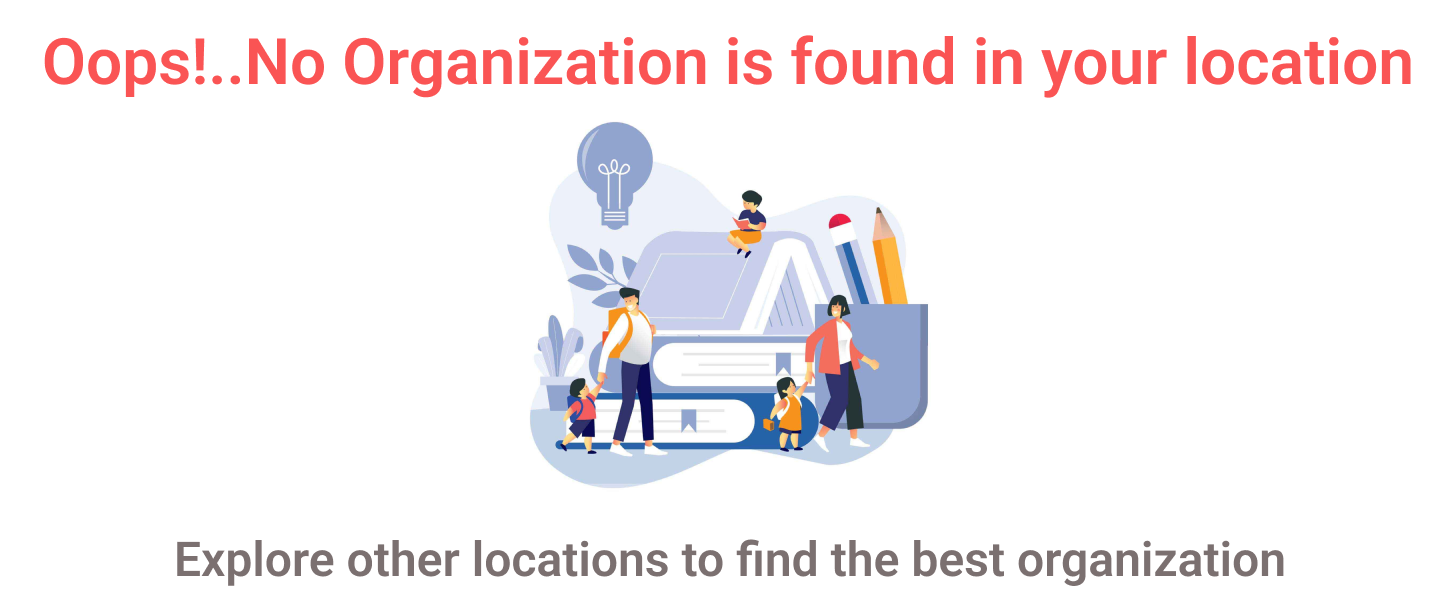 Oops!..No Organization is found in your location
Explore other locations to find the best organization